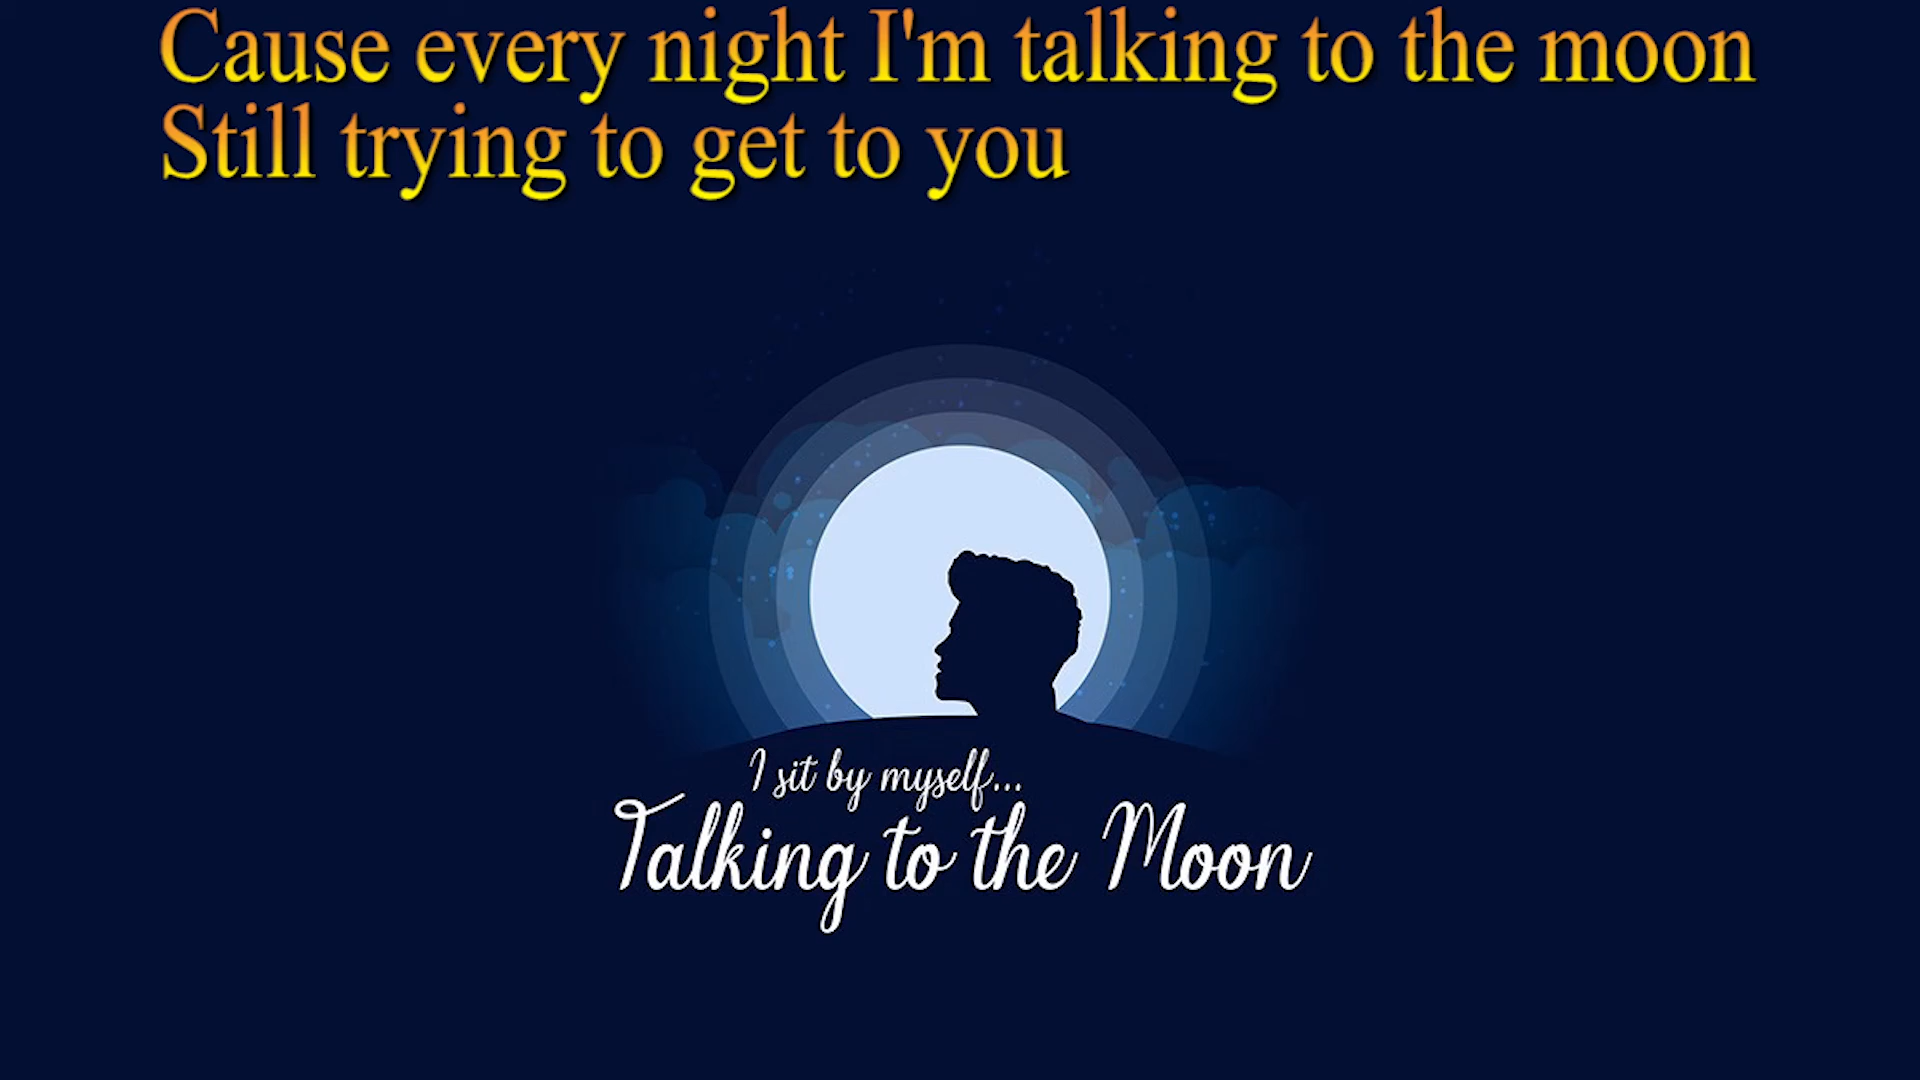 Cause every night I'm talking to the moon
Still trying to get to you
I sit by myself...
Talking to the Moon